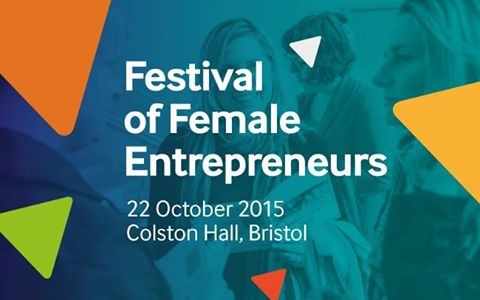 Festival
of Female
Entrepreneurs
22 October 2015
Colston Hall, Bristol